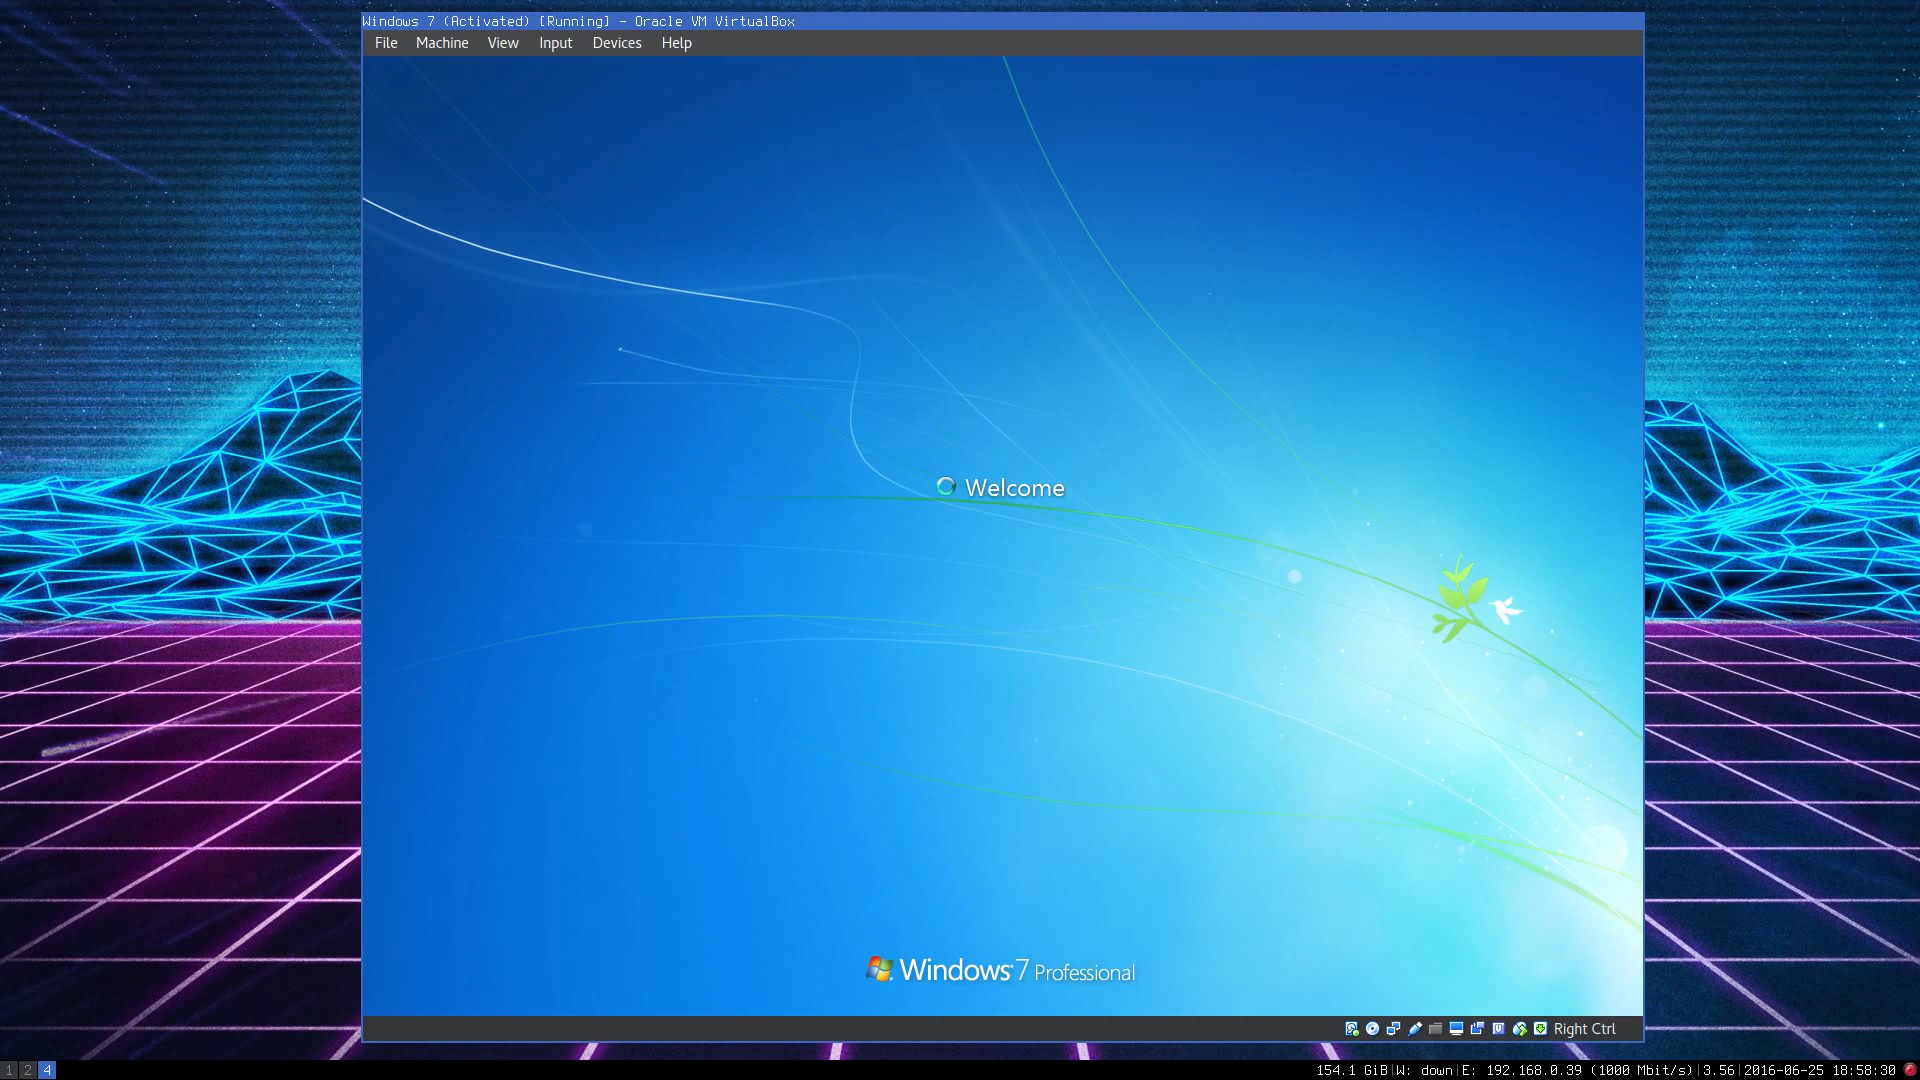 Windows 7 (Activated) [Running] - Oracle VM VirtualBox
File Machine View Input Devices Help
Welcome
Windows 7 Professional
Right Ctrl
1 2 4 154.1 GiB|W: down|E: 192.168.0.39 (1000 Mbit/s)|3.56|2016-06-25 18:58:30